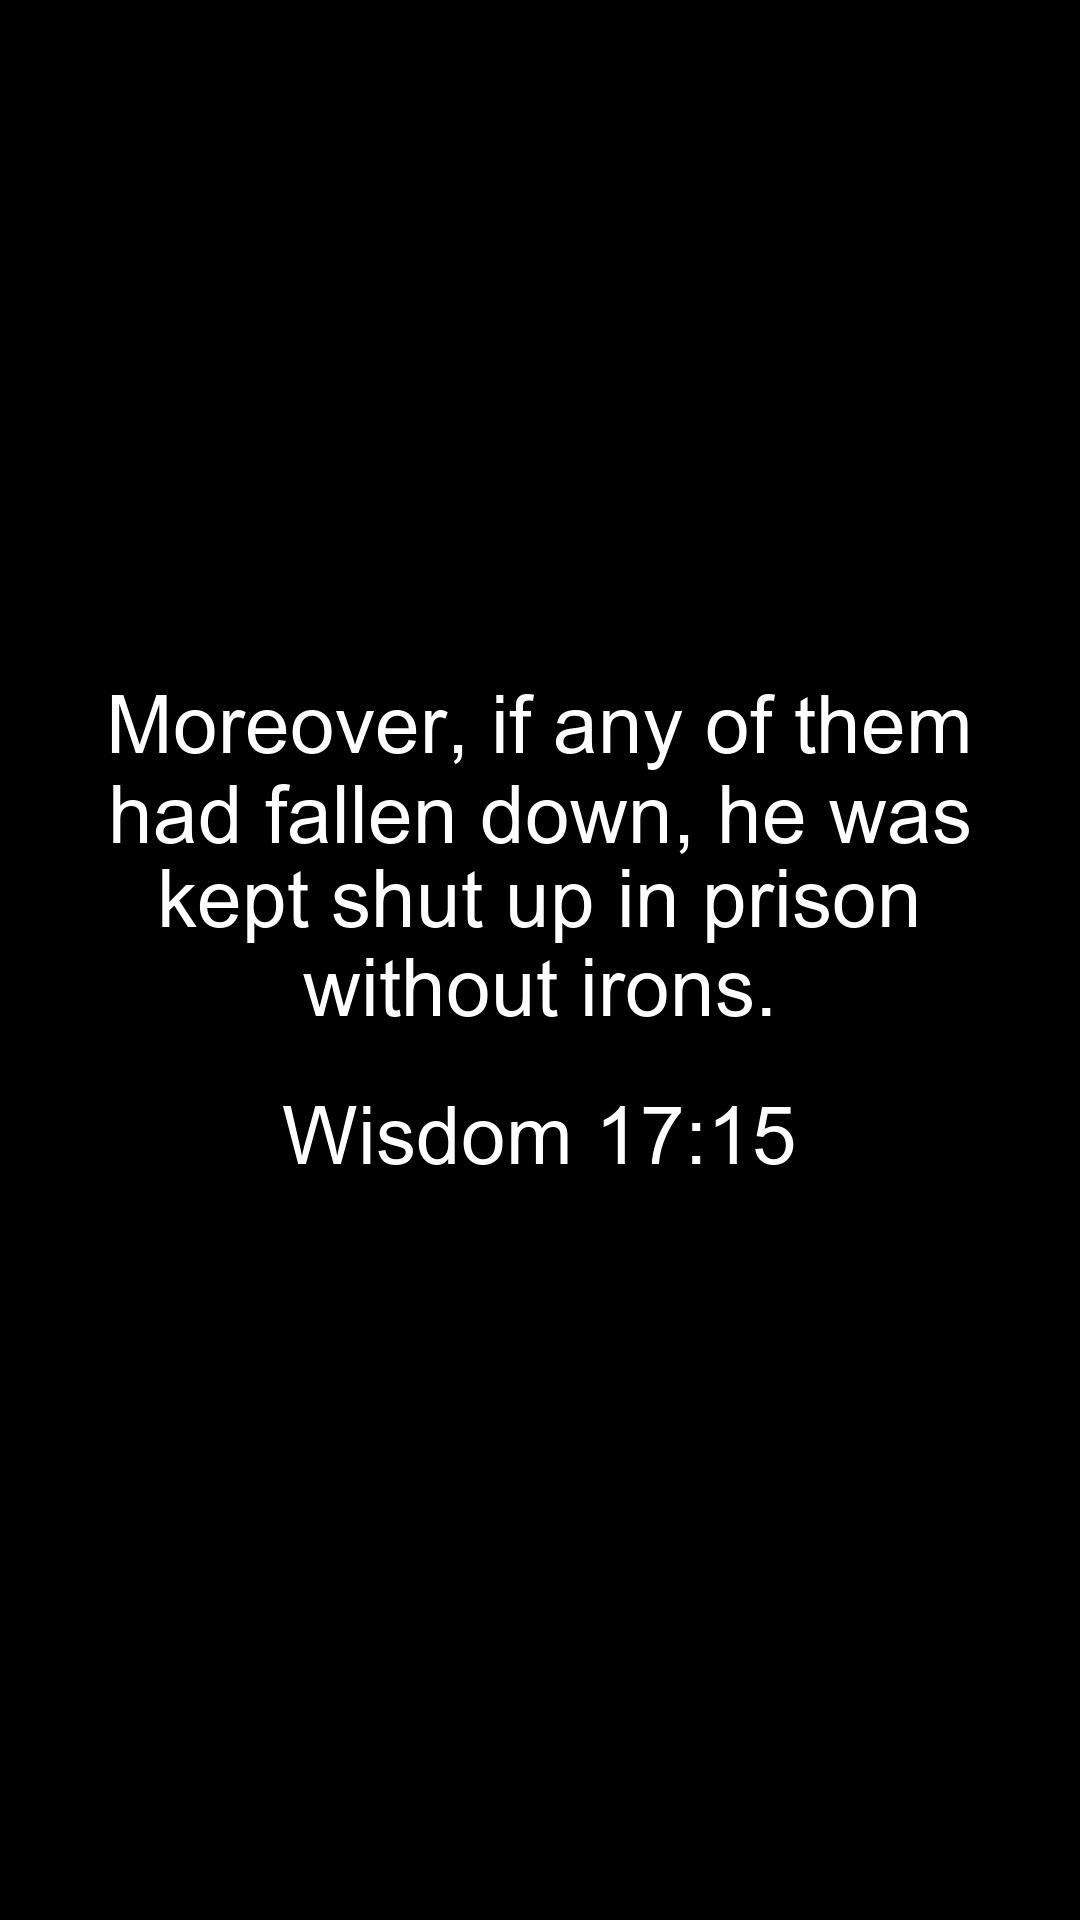 Moreover, if any of them
had fallen down, he was
kept shut up in prison
without irons.
Wisdom 17:15